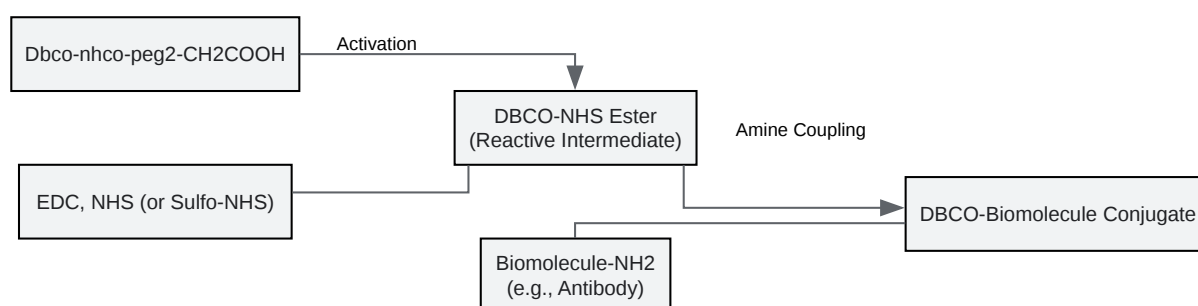 Dbco-nhco-peg2-CH2COOH
Activation
DBCO-NHS Ester
(Reactive Intermediate)
Amine Coupling
EDC, NHS (or Sulfo-NHS)
DBCO-Biomolecule Conjugate
Biomolecule-NH2
(e.g., Antibody)